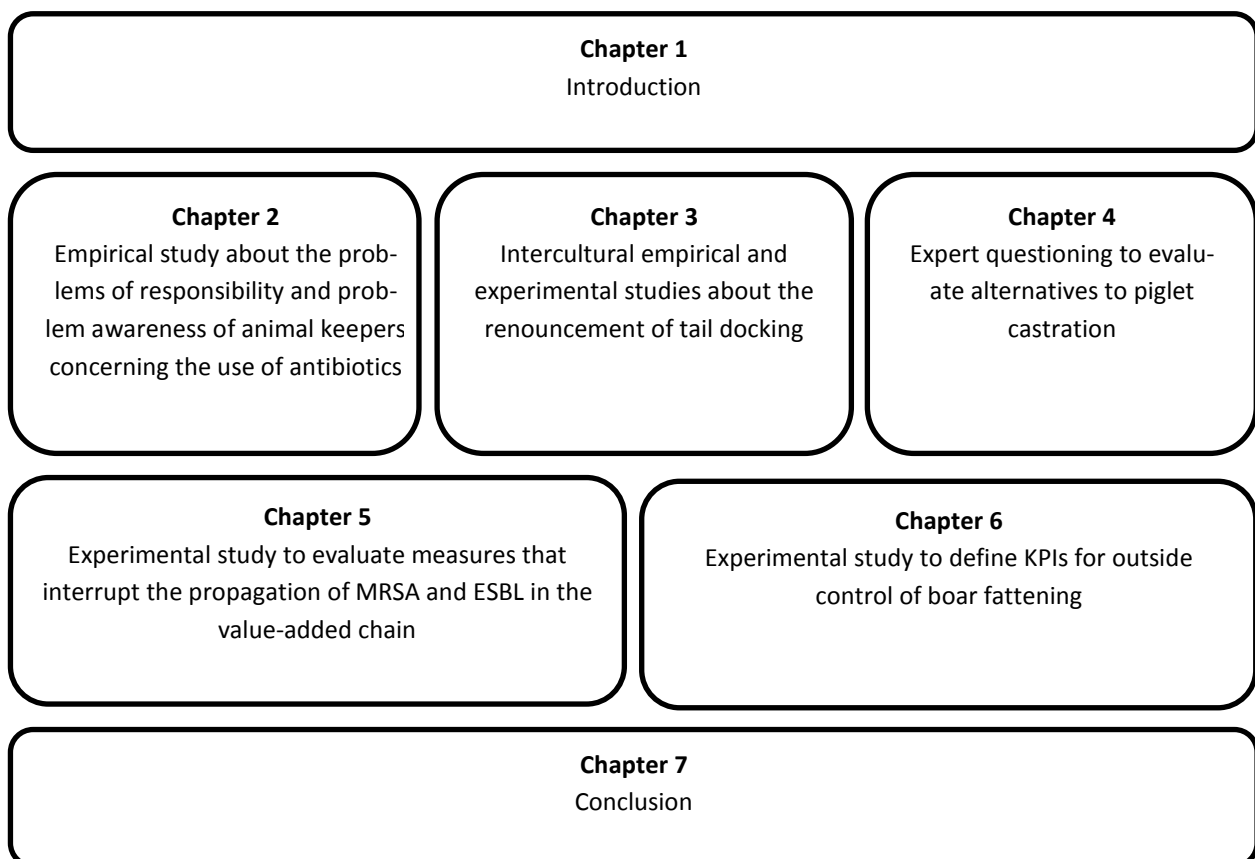 Chapter 1
Introduction
Chapter 2
Empirical study about the prob-
lems of responsibility and prob-
lem awareness of animal keepers
concerning the use of antibiotics
Chapter 3
Intercultural empirical and
experimental studies about the
renouncement of tail docking
Chapter 4
Expert questioning to evalu-
ate alternatives to piglet
castration
Chapter 5
Experimental study to evaluate measures that
interrupt the propagation of MRSA and ESBL in the
value-added chain
Chapter 6
Experimental study to define KPIs for outside
control of boar fattening
Chapter 7
Conclusion